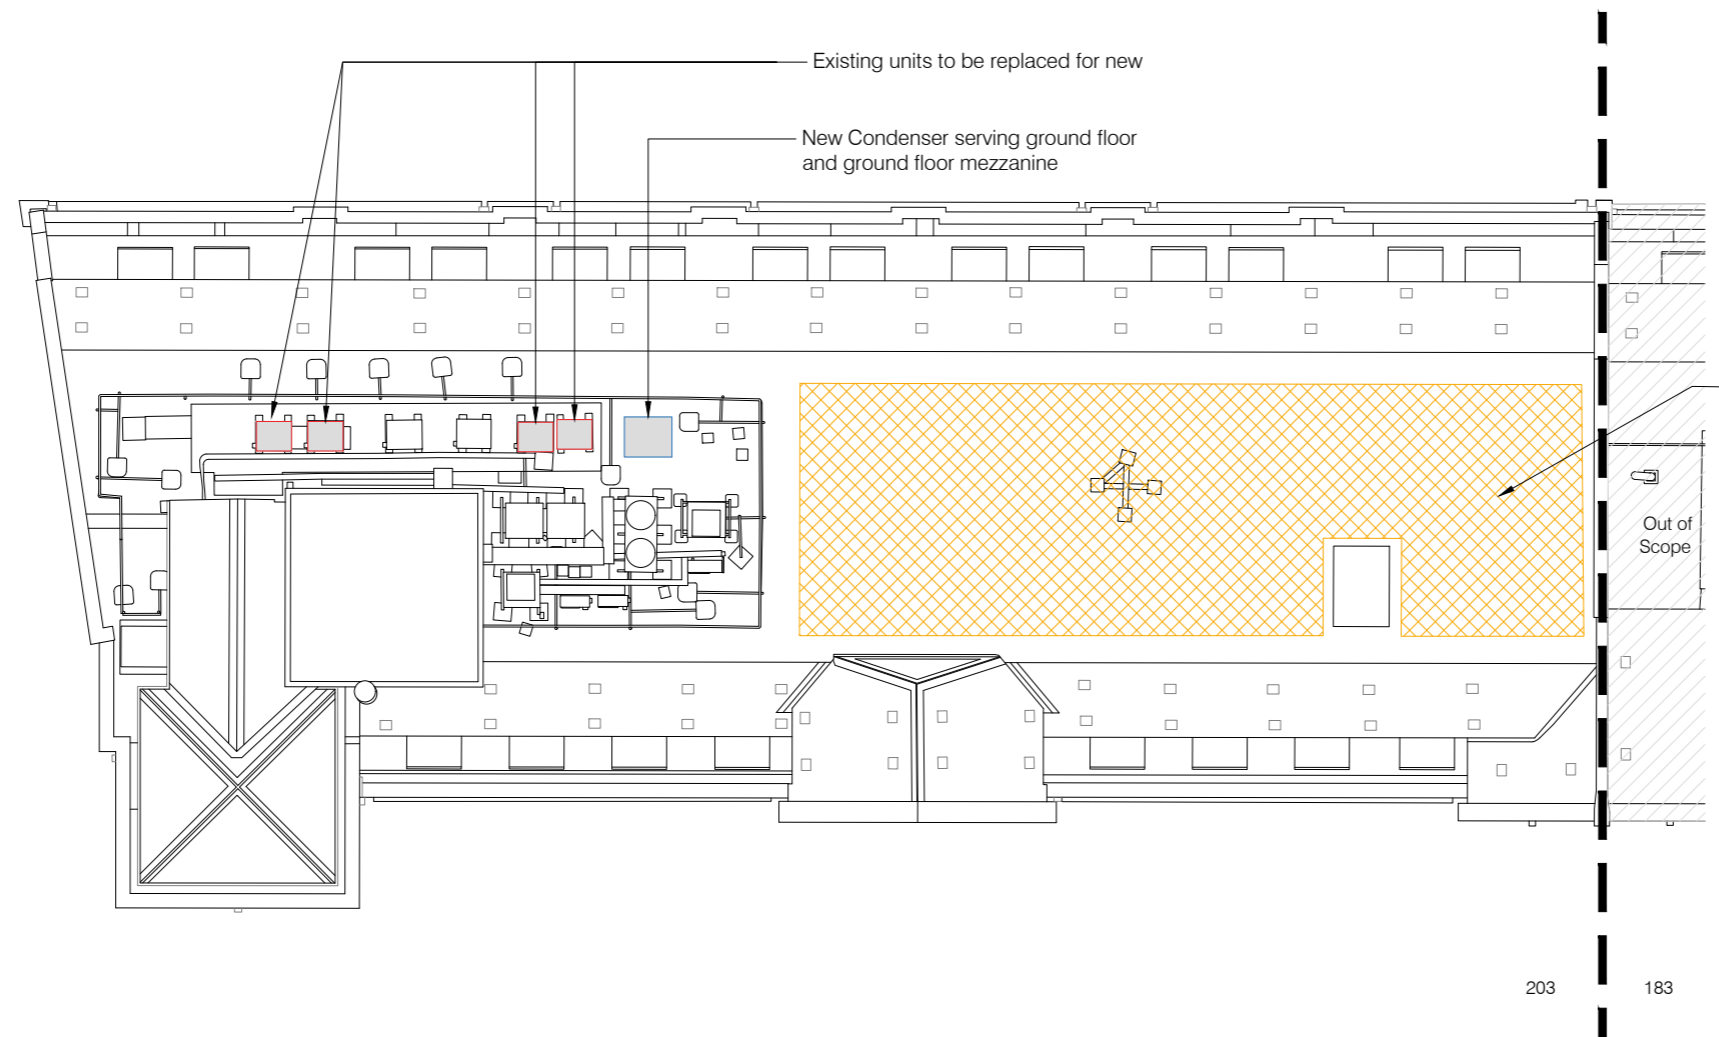 Existing units to be replaced for new
New Condenser serving ground floor
and ground floor mezzanine
Out of
Scope
203
183